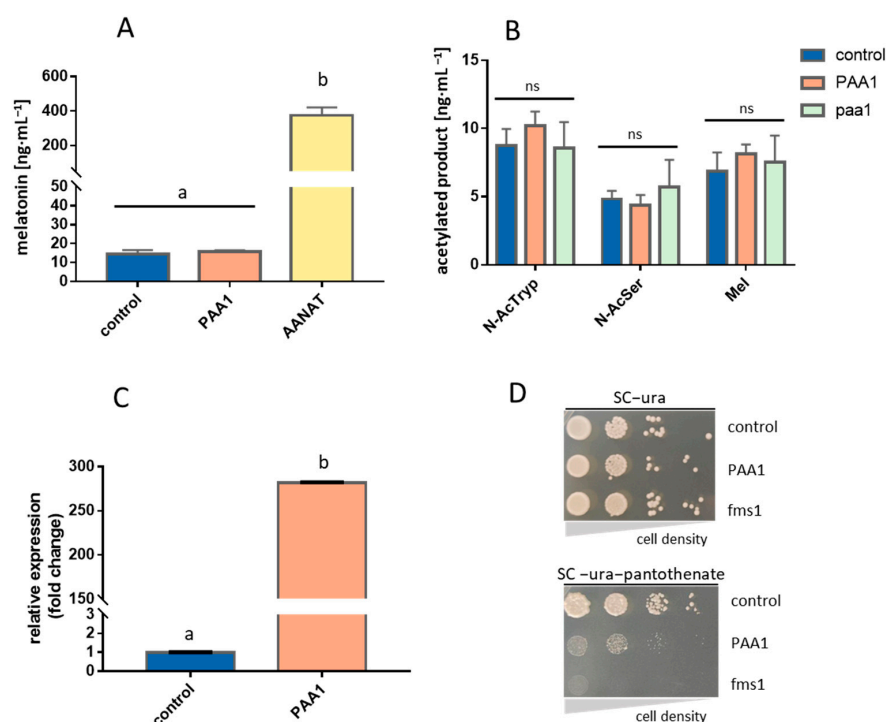 A
melatonin [ng·mL⁻¹]
600
400
200
50
40
30
20
10
0
a
b
control
PAA1
AANAT
B
acetylated product [ng·mL⁻¹]
15
10
5
0
ns
ns
ns
N-AcTryp
N-AcSer
Mel
control
PAA1
paa1
C
relative expression
(fold change)
300
250
200
150
3
2
1
0
a
b
control
PAA1
D
SC–ura
control
PAA1
fms1
cell density
SC –ura–pantothenate
control
PAA1
fms1
cell density